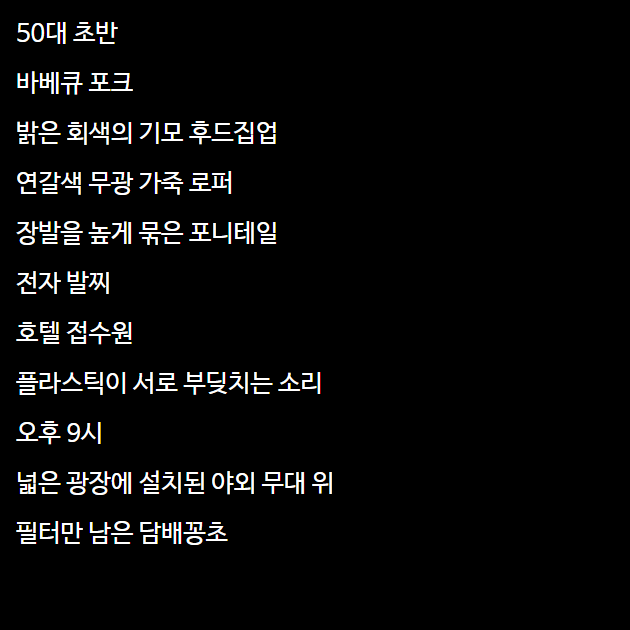 50대 초반
바베큐 포크
밝은 회색의 기모 후드집업
연갈색 무광 가죽 로퍼
장발을 높게 묶은 포니테일
전자 발찌
호텔 접수원
플라스틱이 서로 부딪치는 소리
오후 9시
넓은 광장에 설치된 야외 무대 위
필터만 남은 담배꽁초